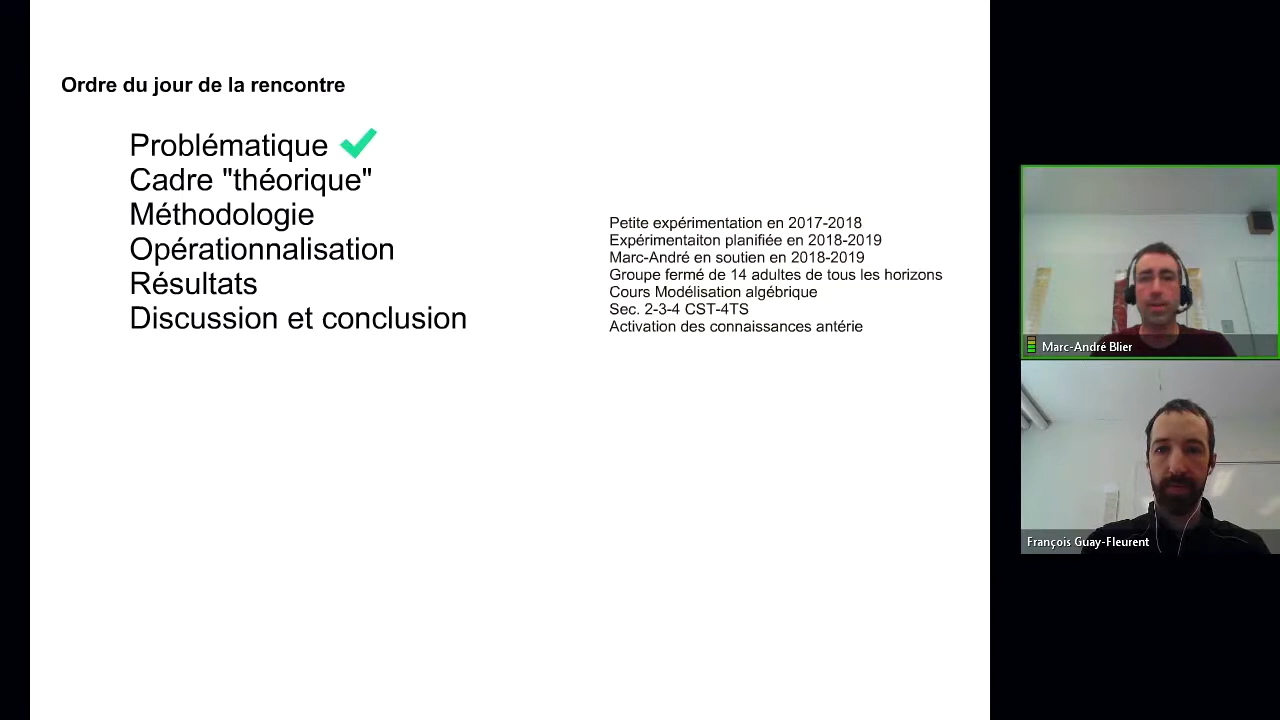 Ordre du jour de la rencontre
Problématique
Cadre "théorique"
Méthodologie
Opérationnalisation
Résultats
Discussion et conclusion
Petite expérimentation en 2017-2018
Expérimentaiton planifiée en 2018-2019
Marc-André en soutien en 2018-2019
Groupe fermé de 14 adultes de tous les horizons
Cours Modélisation algébrique
Sec. 2-3-4 CST-4TS
Activation des connaissances antérie
Marc-André Blier
François Guay-Fleurent